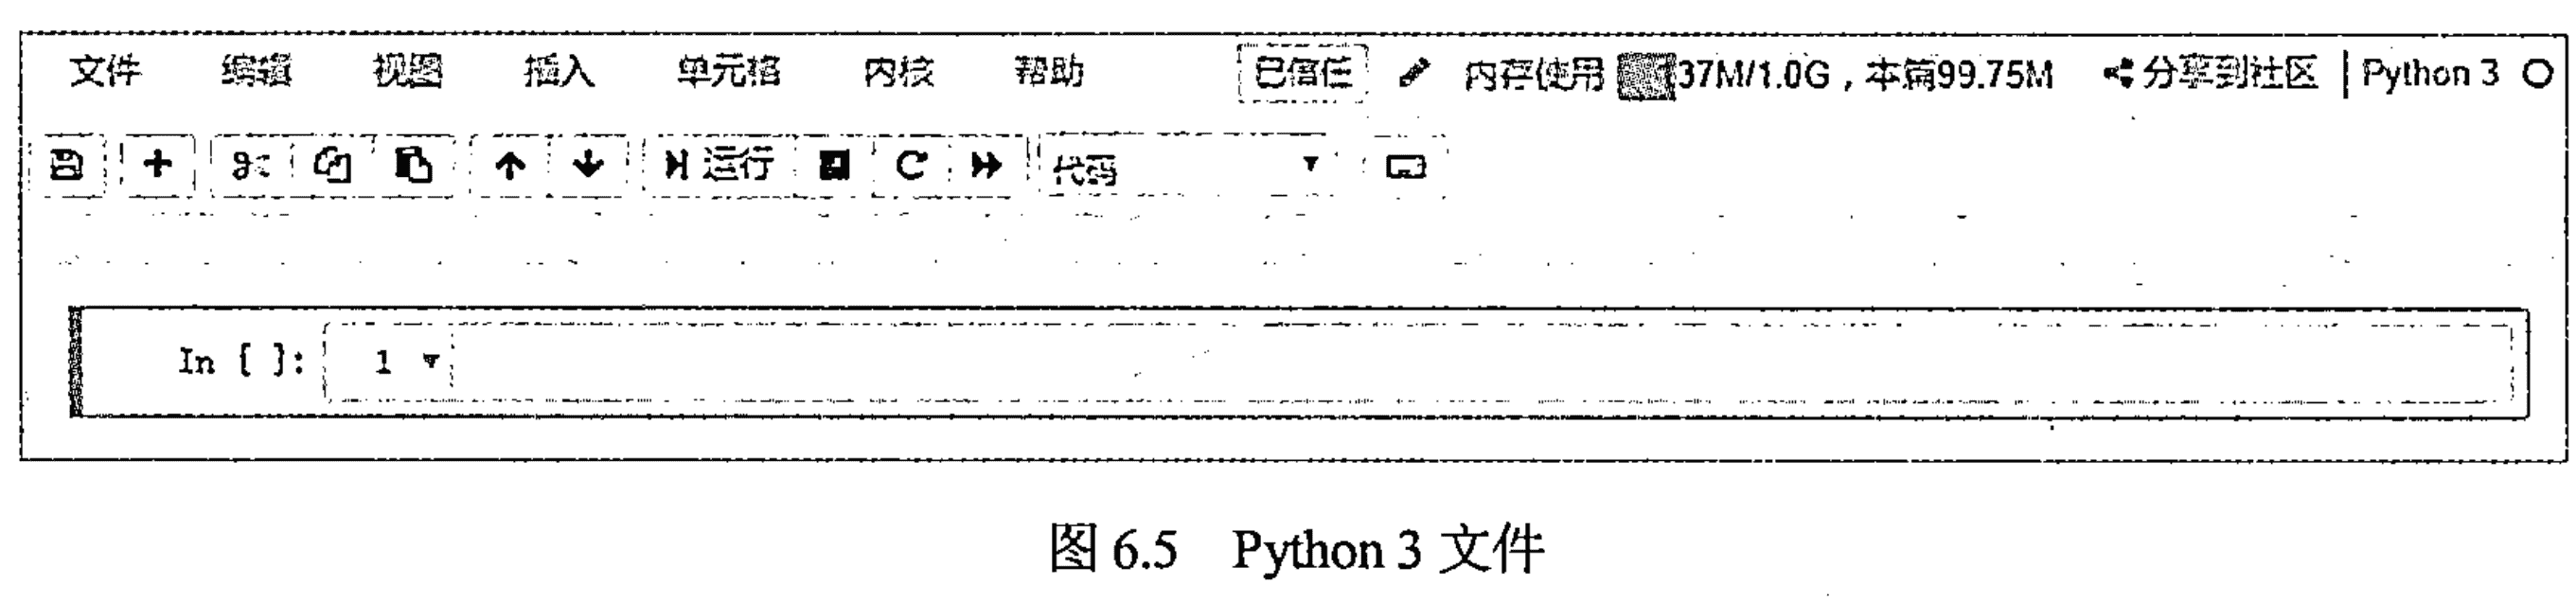 文件 编辑 视图 插入 单元格 内核 帮助 已信任 内存使用 37M/1.0G，本篇99.75M 分享到社区 Python 3
运行 代码
In [ ]: 1
图 6.5 Python 3 文件